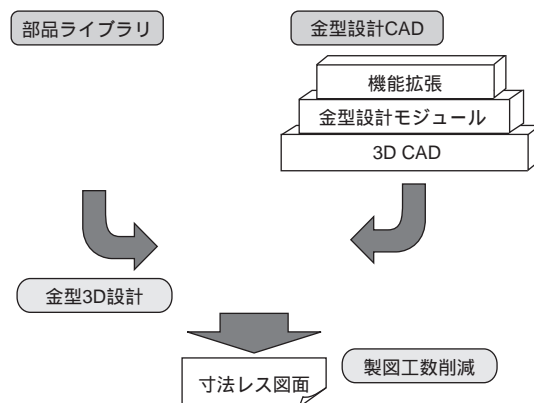 部品ライブラリ
金型設計CAD
機能拡張
金型設計モジュール
3D CAD
金型3D設計
製図工数削減
寸法レス図面